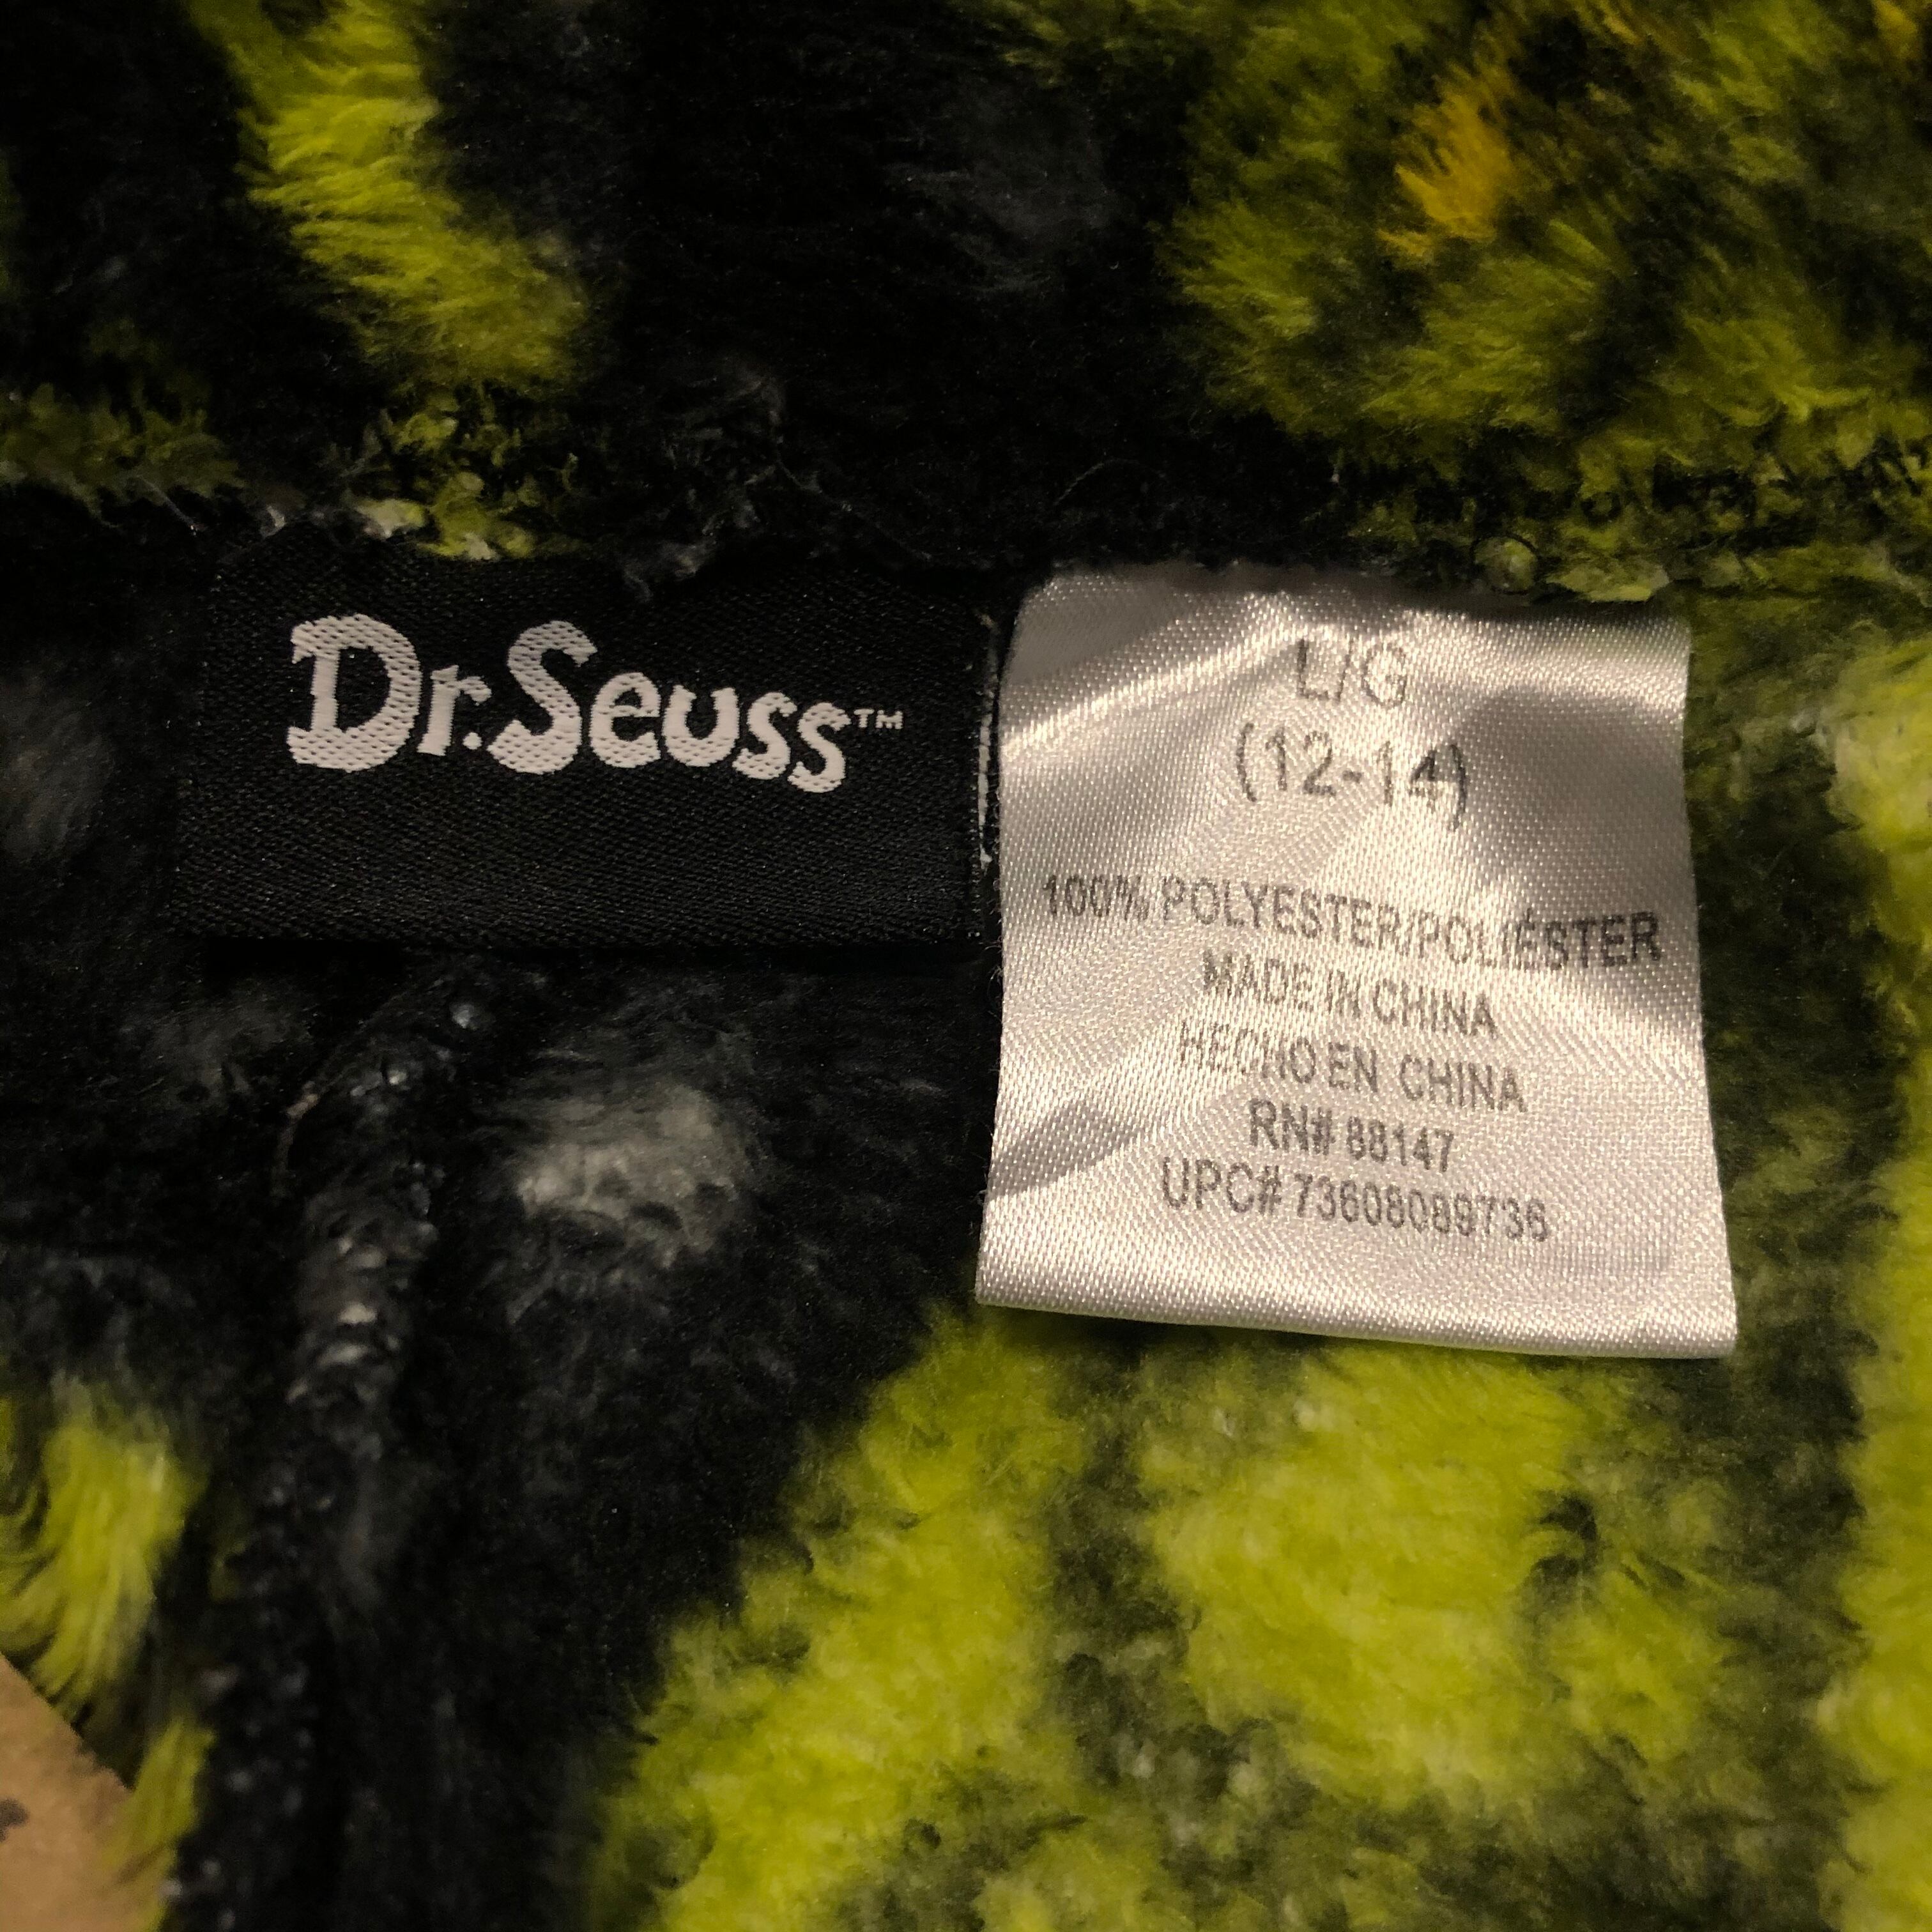 Dr. Seuss™
L/G
(12-14)
100% POLYESTER/POLIÉSTER
MADE IN CHINA
HECHO EN CHINA
RN# 88147
UPC# 73608089736